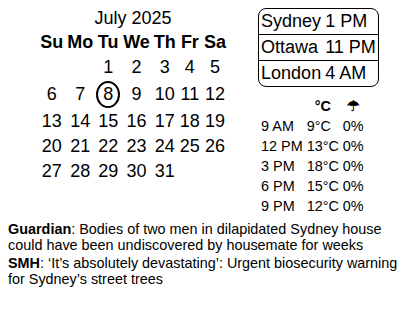 July 2025
Su Mo Tu We Th Fr Sa
1 2 3 4 5
6 7 8 9 10 11 12
13 14 15 16 17 18 19
20 21 22 23 24 25 26
27 28 29 30 31
Sydney 1 PM
Ottawa 11 PM
London 4 AM
°C ☂
9 AM 9°C 0%
12 PM 13°C 0%
3 PM 18°C 0%
6 PM 15°C 0%
9 PM 12°C 0%
Guardian: Bodies of two men in dilapidated Sydney house
could have been undiscovered by housemate for weeks
SMH: ‘It’s absolutely devastating’: Urgent biosecurity warning
for Sydney’s street trees